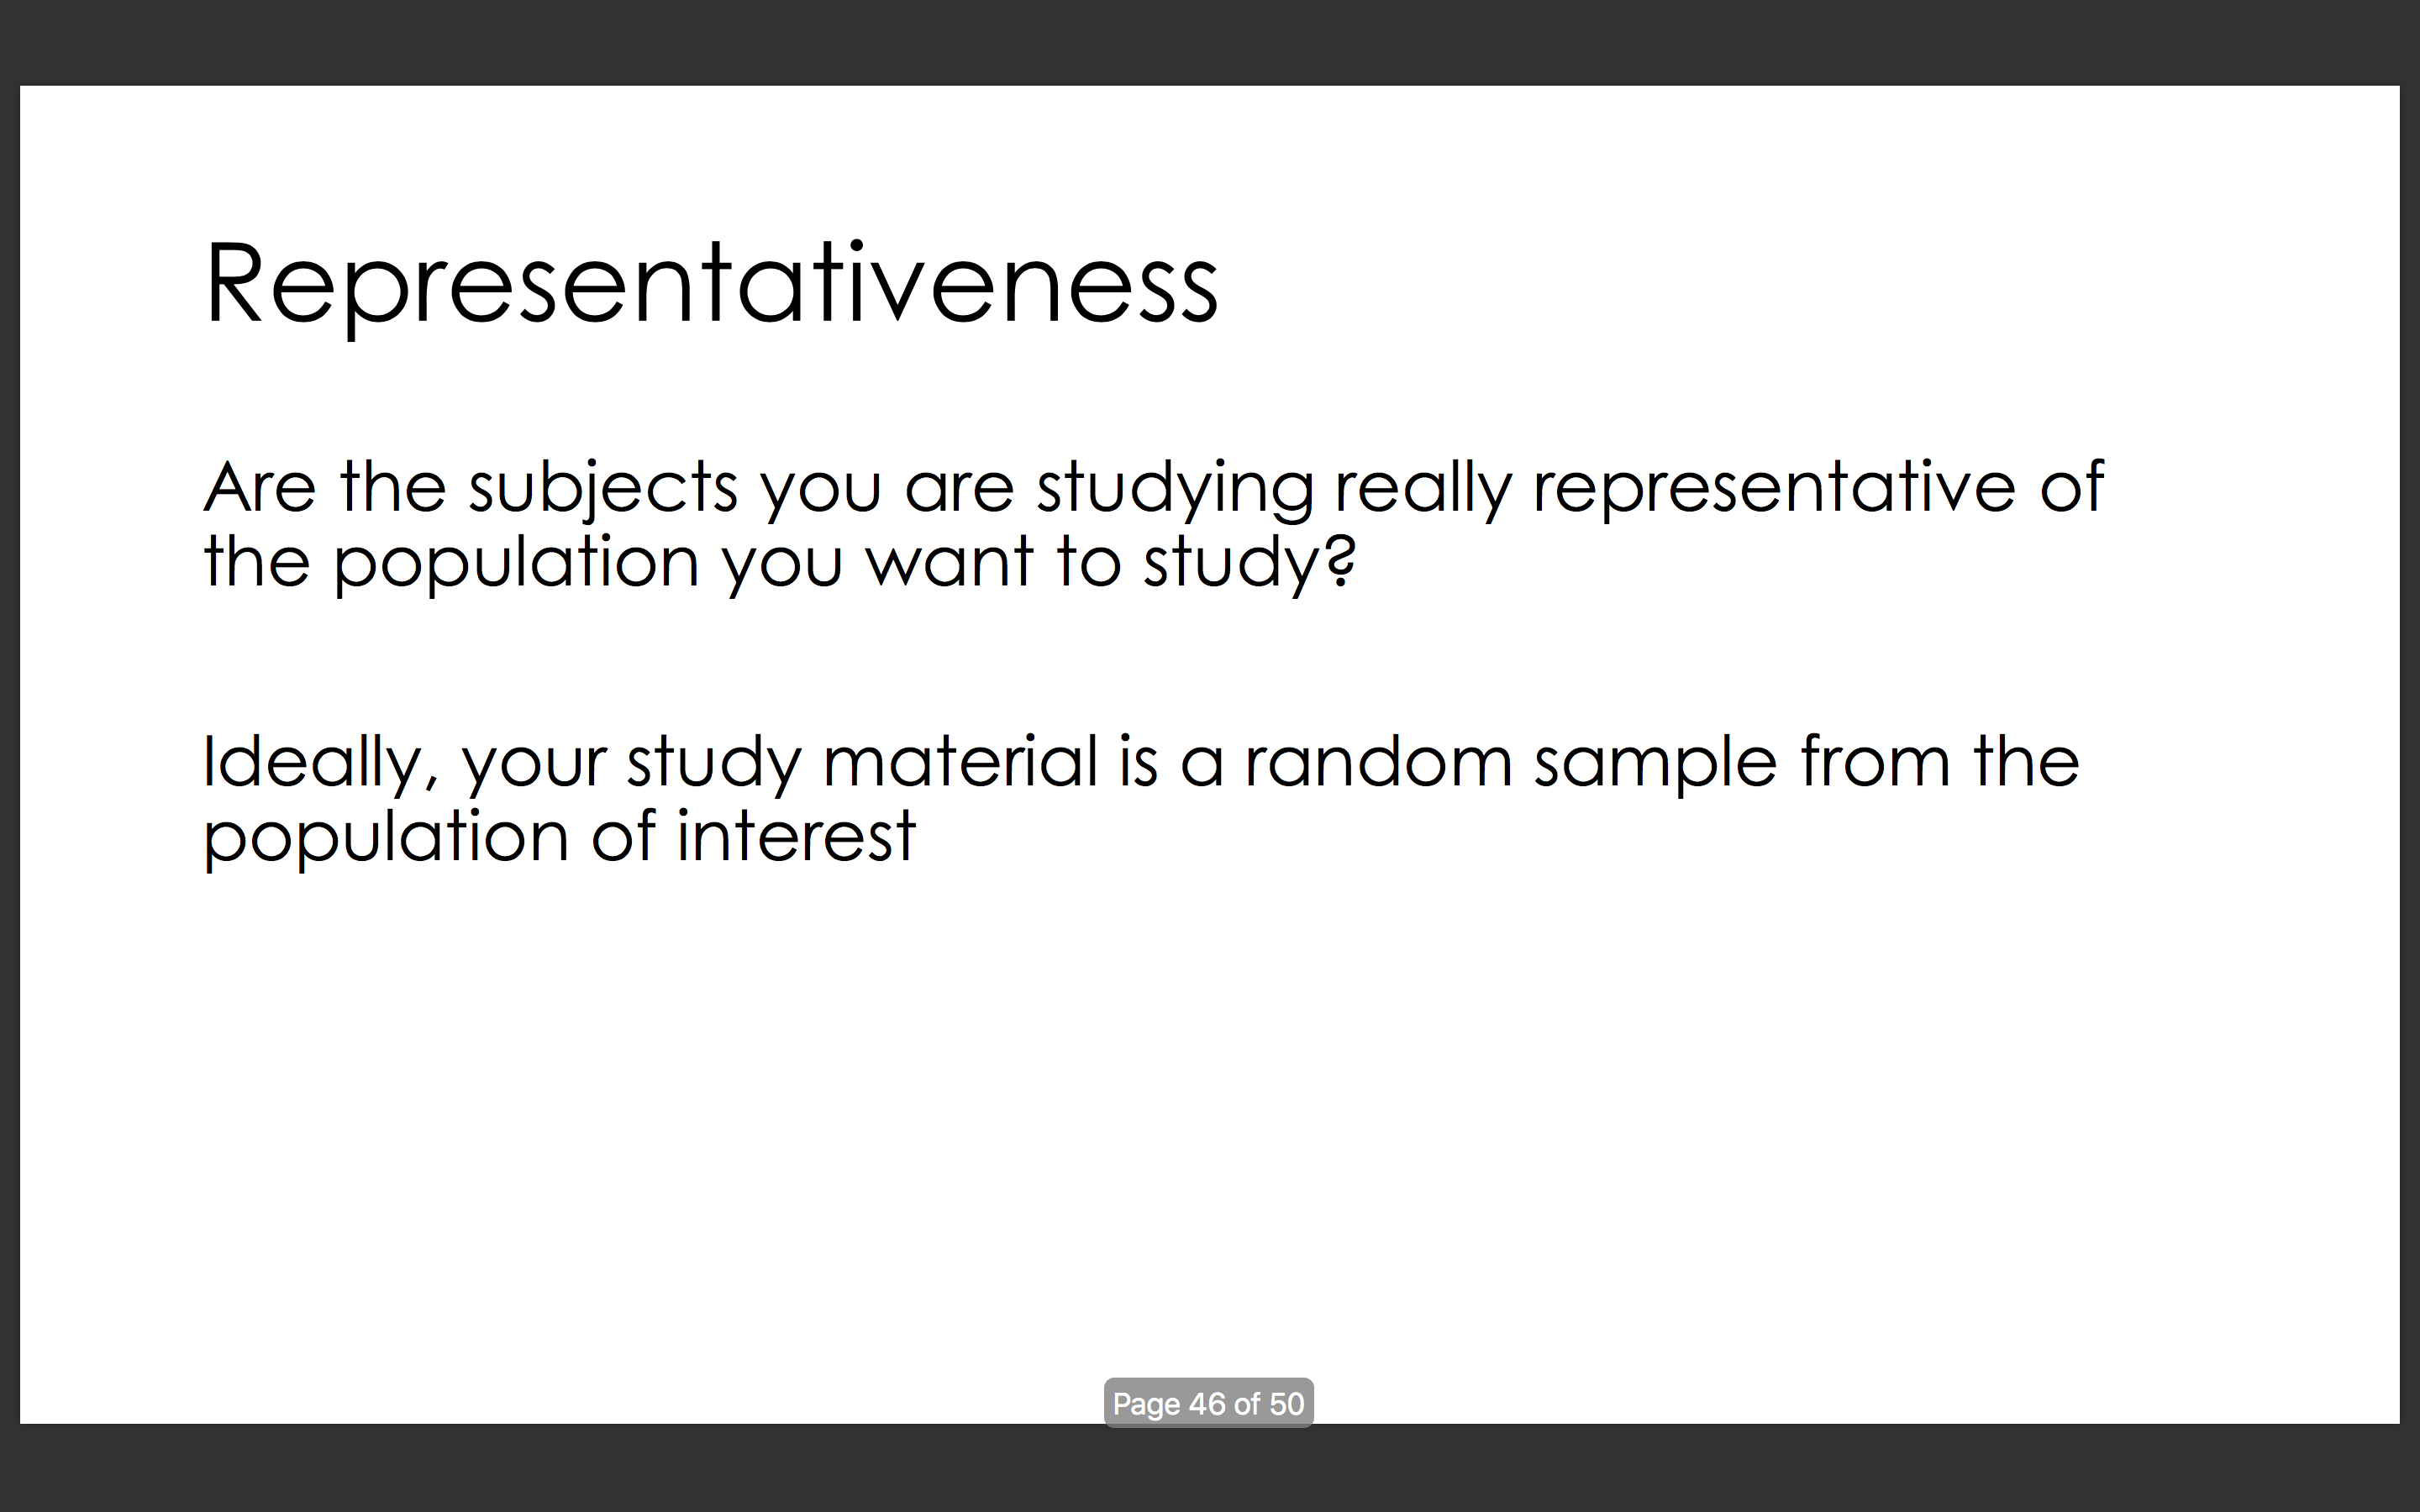 Representativeness
Are the subjects you are studying really representative of
the population you want to study?
Ideally, your study material is a random sample from the
population of interest
Page 46 of 50